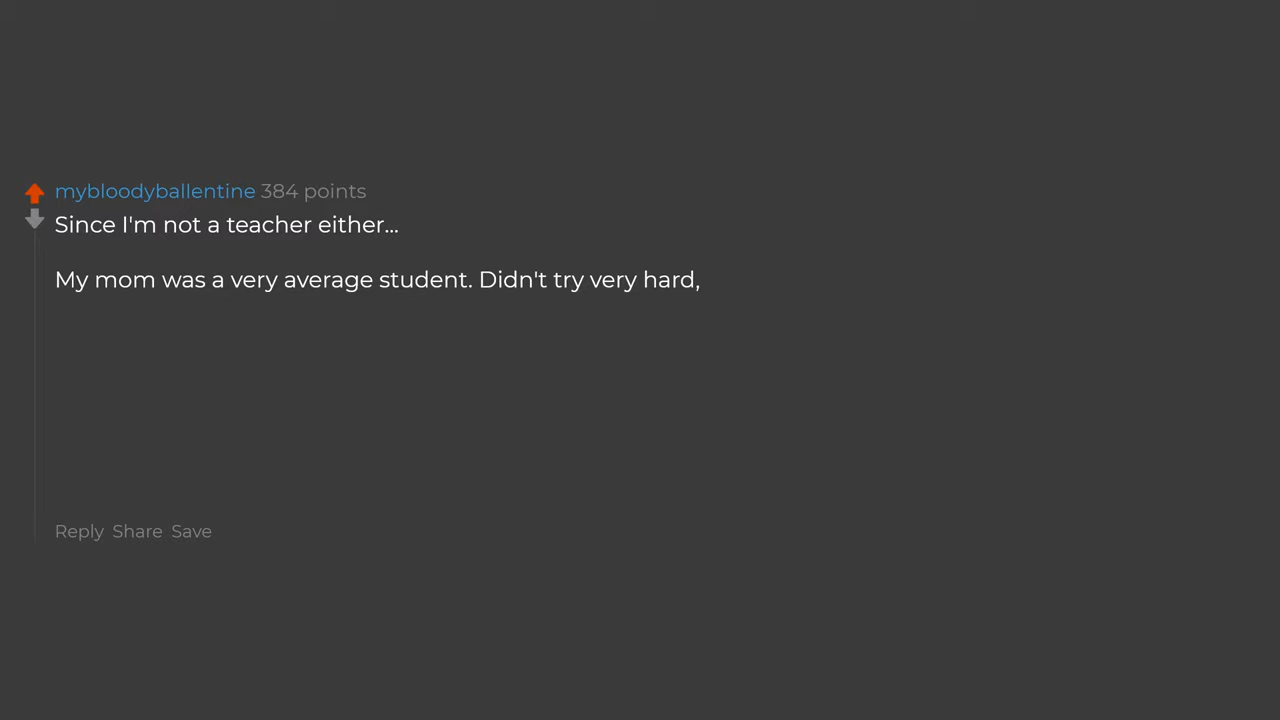 mybloodyballentine 384 points
Since I'm not a teacher either...
My mom was a very average student. Didn't try very hard,
Reply Share Save